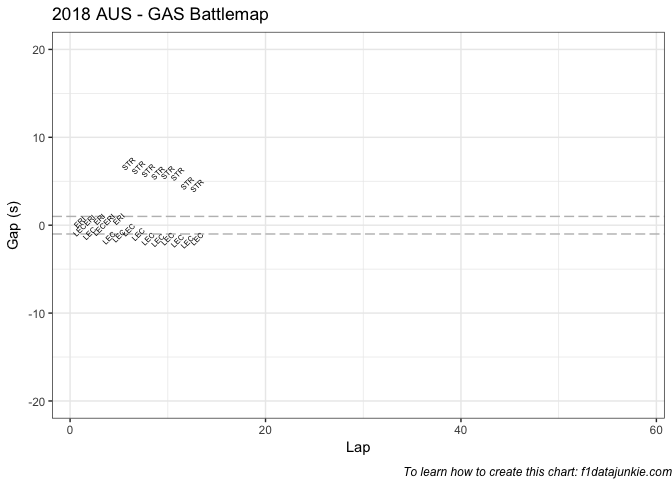 2018 AUS - GAS Battlemap
20
10
0
-10
-20
Gap (s)
STR STR STR STR STR STR STR STR
ERI ERI ERI ERI ERI
LEC LEC LEC LEC LEC LEC LEC LEC LEC LEC LEC LEC LEC
0 20 40 60
Lap
To learn how to create this chart: f1datajunkie.com